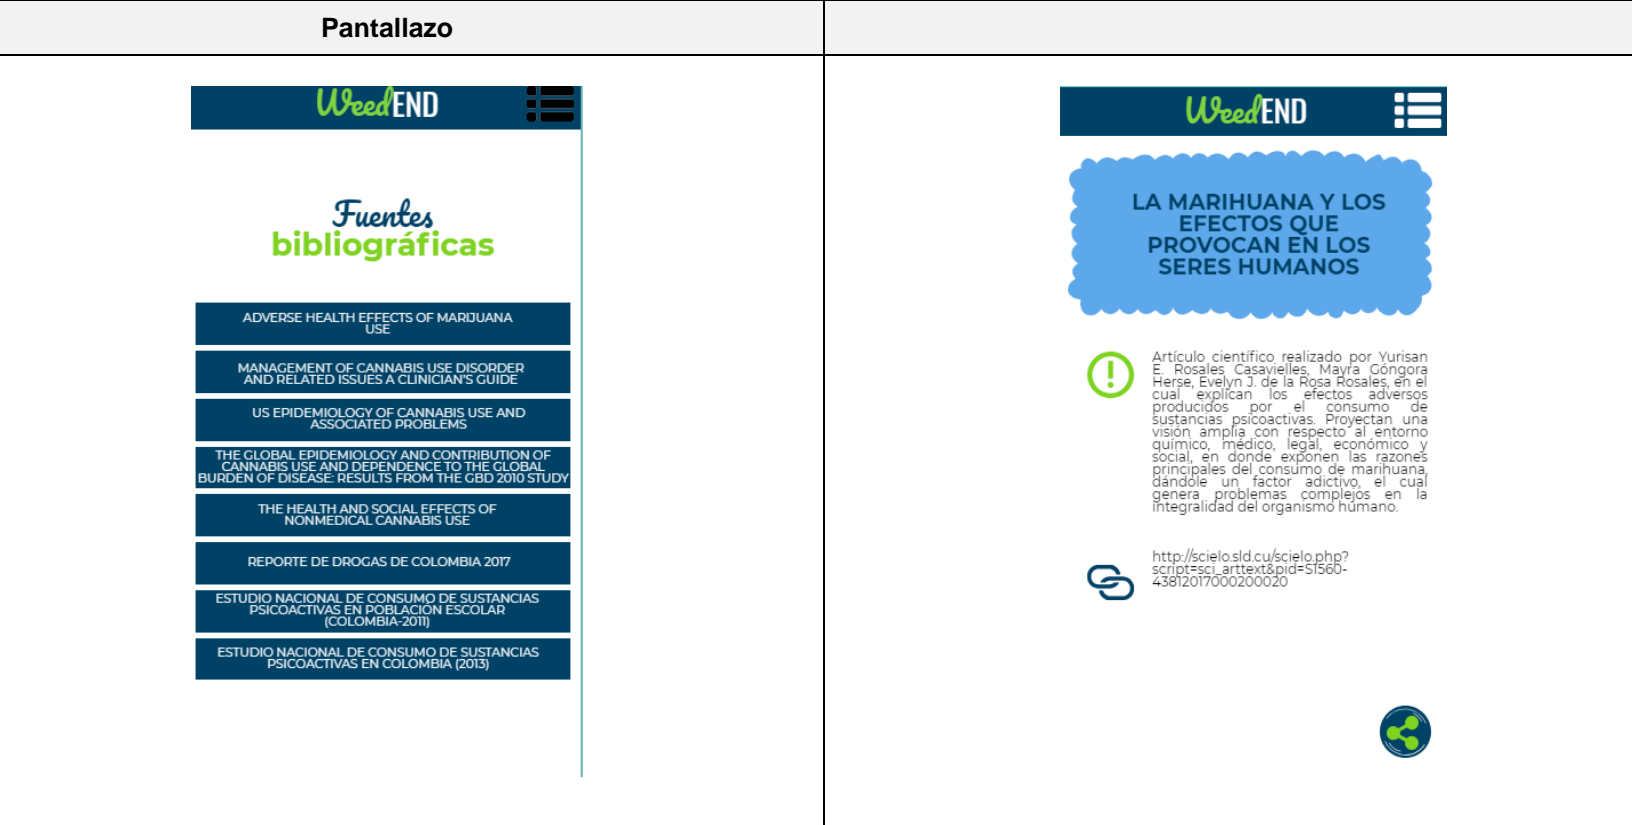 Pantallazo
WeedEND
Fuentes
bibliográficas
ADVERSE HEALTH EFFECTS OF MARIJUANA
USE
MANAGEMENT OF CANNABIS USE DISORDER
AND RELATED ISSUES A CLINICIAN'S GUIDE
US EPIDEMIOLOGY OF CANNABIS USE AND
ASSOCIATED PROBLEMS
THE GLOBAL EPIDEMIOLOGY AND CONTRIBUTION OF
CANNABIS USE AND DEPENDENCE TO THE GLOBAL
BURDEN OF DISEASE: RESULTS FROM THE GBD 2010 STUDY
THE HEALTH AND SOCIAL EFFECTS OF
NONMEDICAL CANNABIS USE
REPORTE DE DROGAS DE COLOMBIA 2017
ESTUDIO NACIONAL DE CONSUMO DE SUSTANCIAS
PSICOACTIVAS EN POBLACIÓN ESCOLAR
(COLOMBIA-2011)
ESTUDIO NACIONAL DE CONSUMO DE SUSTANCIAS
PSICOACTIVAS EN COLOMBIA (2013)
WeedEND
LA MARIHUANA Y LOS
EFECTOS QUE
PROVOCAN EN LOS
SERES HUMANOS
Artículo científico realizado por Yurisan
E. Rosales Casavielles, Mayra Góngora
Herse, Evelyn J. de la Rosa Rosales, en el
cual explican los efectos adversos
producidos por el consumo de
sustancias psicoactivas. Proyectan una
visión amplia con respecto al entorno
químico, médico, legal, económico y
social, en donde exponen las razones
principales del consumo de marihuana,
dándole un factor adictivo, el cual
genera problemas complejos en la
integralidad del organismo humano.
http://scielo.sld.cu/scielo.php?
script=sci_arttext&pid=S1560-
43812017000200020